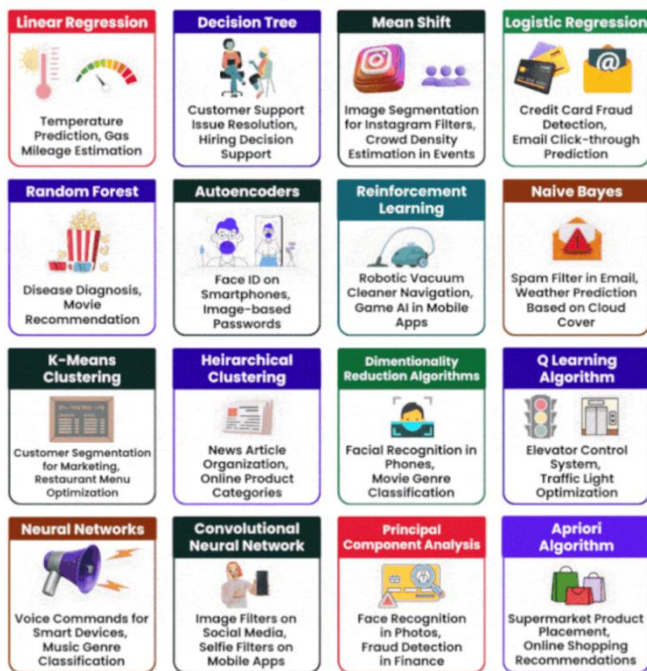 Linear Regression
Temperature
Prediction, Gas
Mileage Estimation
Decision Tree
Customer Support
Issue Resolution,
Hiring Decision
Support
Mean Shift
Image Segmentation
for Instagram Filters,
Crowd Density
Estimation in Events
Logistic Regression
Credit Card Fraud
Detection,
Email Click-through
Prediction
Random Forest
Disease Diagnosis,
Movie
Recommendation
Autoencoders
Face ID on
Smartphones,
Image-based
Passwords
Reinforcement
Learning
Robotic Vacuum
Cleaner Navigation,
Game AI in Mobile
Apps
Naive Bayes
Spam Filter in Email,
Weather Prediction
Based on Cloud
Cover
K-Means
Clustering
Customer Segmentation
for Marketing,
Restaurant Menu
Optimization
Heirarchical
Clustering
News Article
Organization,
Online Product
Categories
Dimentionality
Reduction Algorithms
Facial Recognition in
Phones,
Movie Genre
Classification
Q Learning
Algorithm
Elevator Control
System,
Traffic Light
Optimization
Neural Networks
Voice Commands for
Smart Devices,
Music Genre
Classification
Convolutional
Neural Network
Image Filters on
Social Media,
Selfie Filters on
Mobile Apps
Principal
Component Analysis
Face Recognition
in Photos,
Fraud Detection
in Finance
Apriori
Algorithm
Supermarket Product
Placement,
Online Shopping
Recommendations